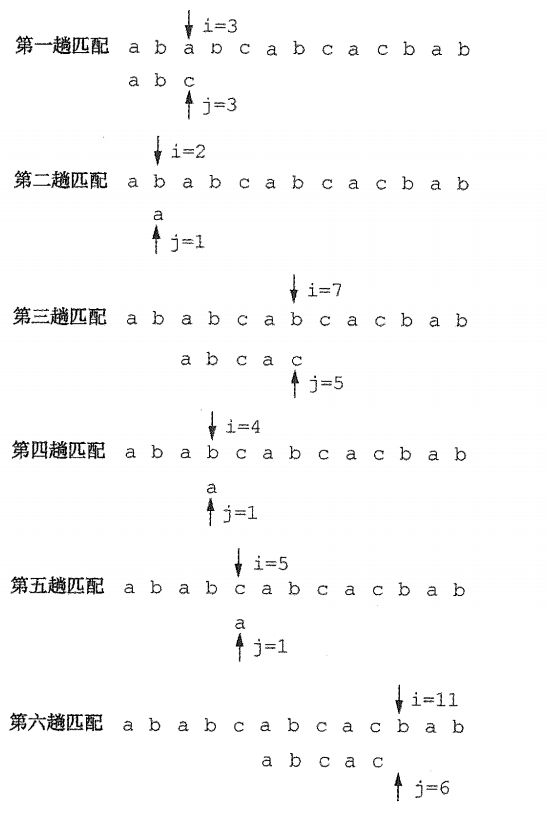 i=3
第一趟匹配 a b a b c a b c a c b a b
a b c
j=3
i=2
第二趟匹配 a b a b c a b c a c b a b
a
j=1
i=7
第三趟匹配 a b a b c a b c a c b a b
a b c a c
j=5
i=4
第四趟匹配 a b a b c a b c a c b a b
a
j=1
i=5
第五趟匹配 a b a b c a b c a c b a b
a
j=1
i=11
第六趟匹配 a b a b c a b c a c b a b
a b c a c
j=6